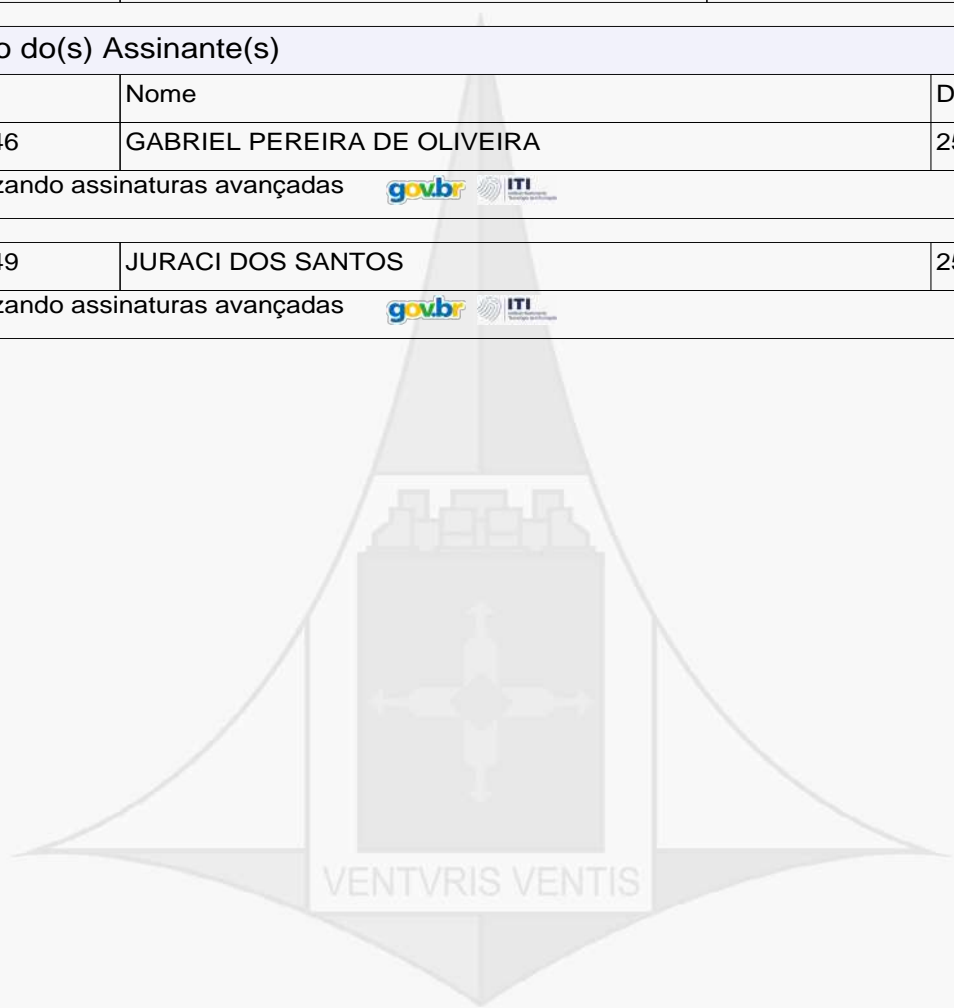 o do(s) Assinante(s)
Nome D
46 GABRIEL PEREIRA DE OLIVEIRA 25
zando assinaturas avançadas gov.br ITI
49 JURACI DOS SANTOS 25
zando assinaturas avançadas gov.br ITI
VENTVRIS VENTIS